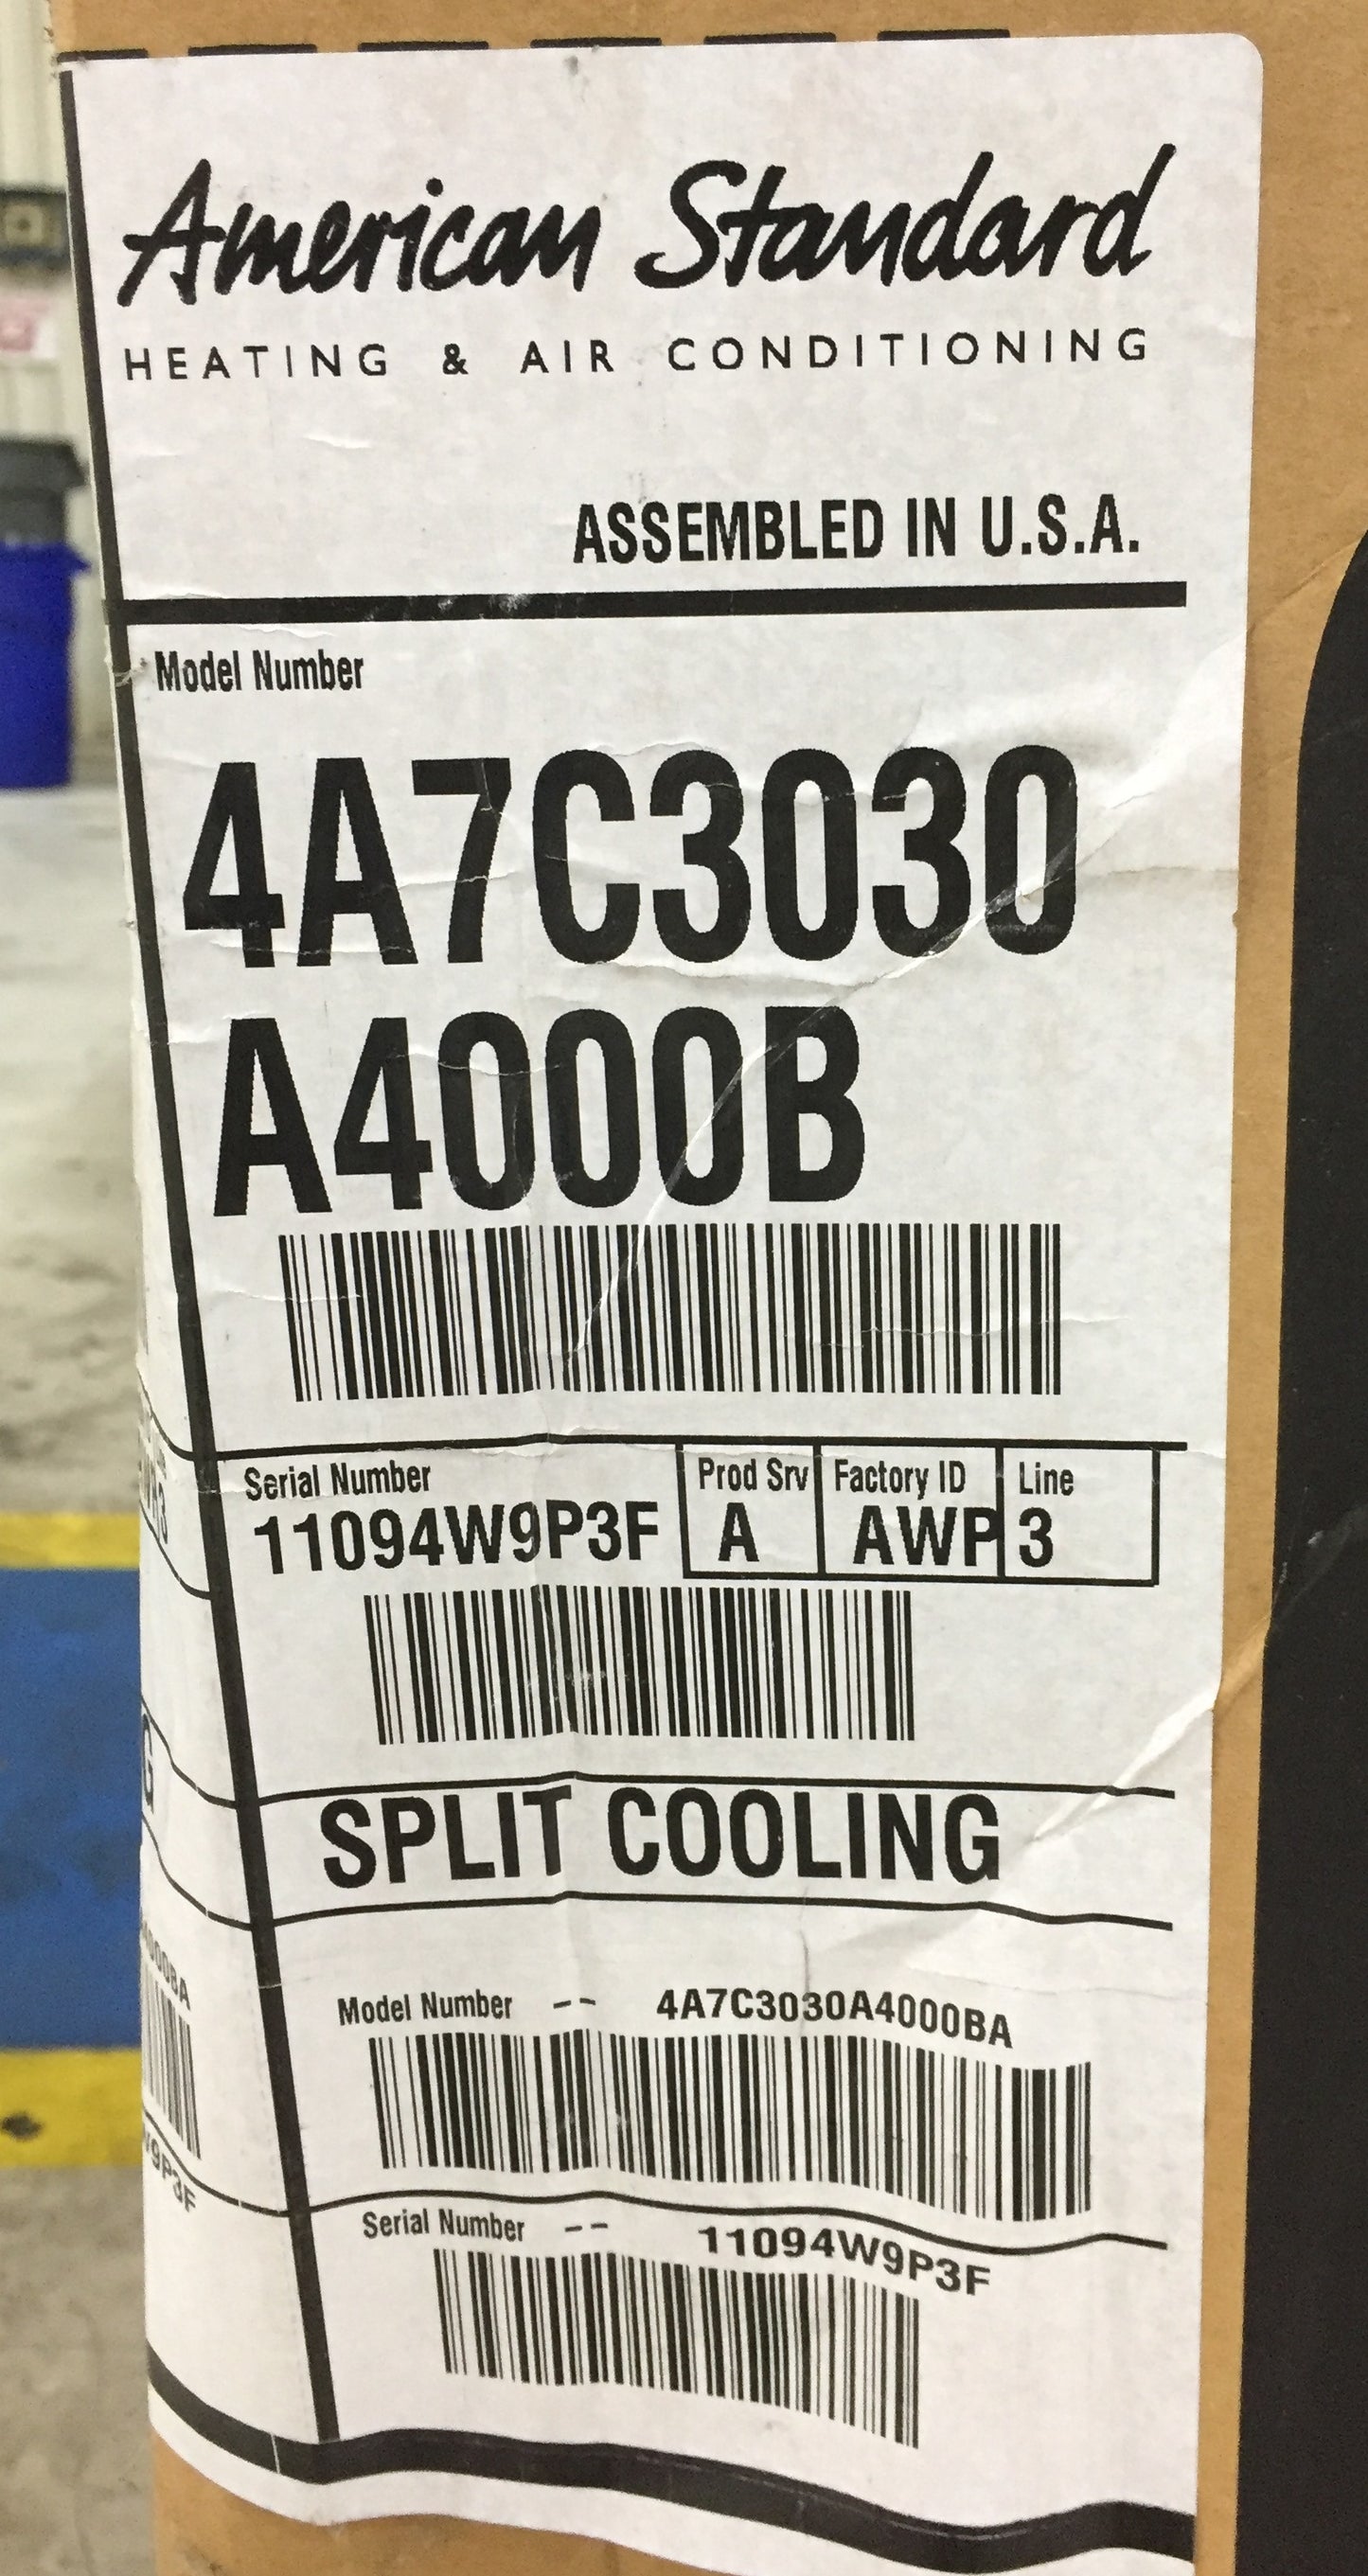 American Standard
HEATING & AIR CONDITIONING
ASSEMBLED IN U.S.A.
Model Number
4A7C3030
A4000B
Serial Number
11094W9P3F
Prod Srv
A
Factory ID
AWP
Line
3
SPLIT COOLING
Model Number -- 4A7C3030A4000BA
Serial Number -- 11094W9P3F